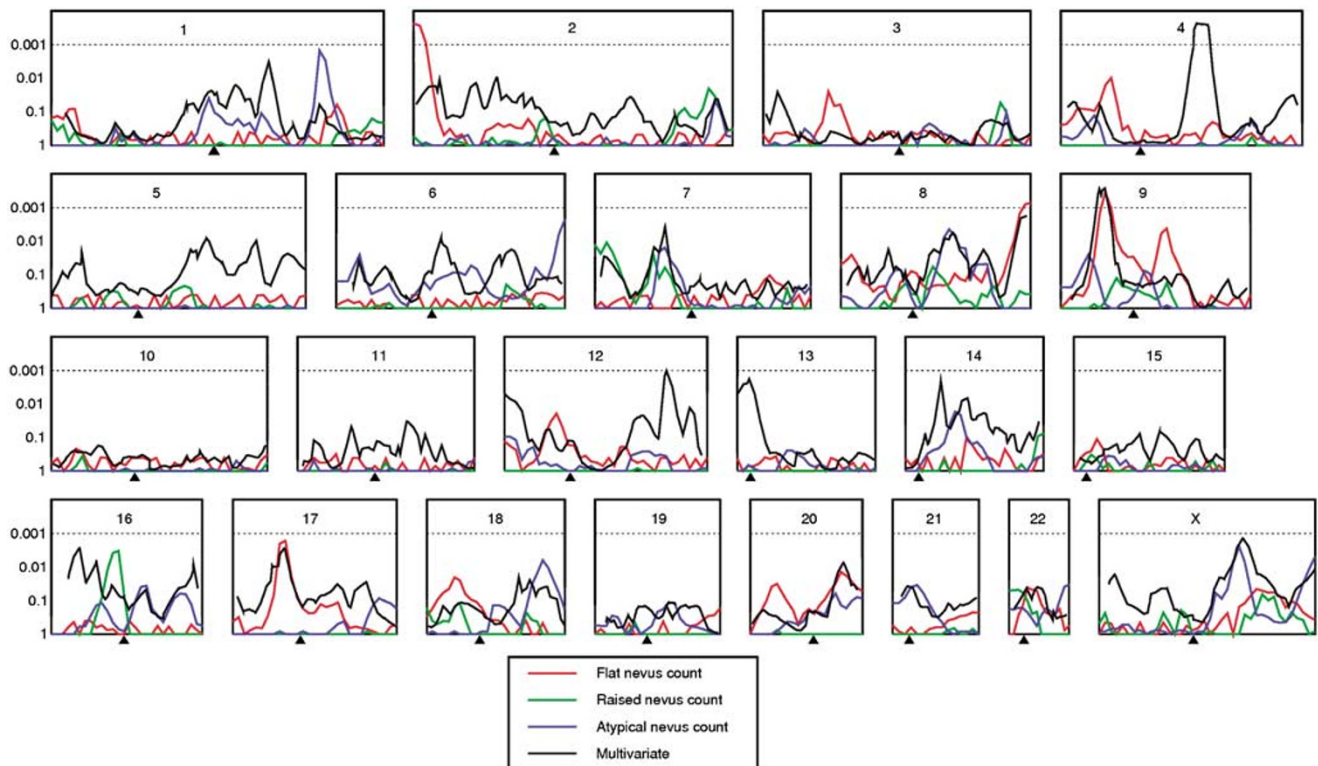 1 2 3 4
0.001
0.01
0.1
1
5 6 7 8 9
0.001
0.01
0.1
1
10 11 12 13 14 15
0.001
0.01
0.1
1
16 17 18 19 20 21 22 X
0.001
0.01
0.1
1
Flat nevus count
Raised nevus count
Atypical nevus count
Multivariate